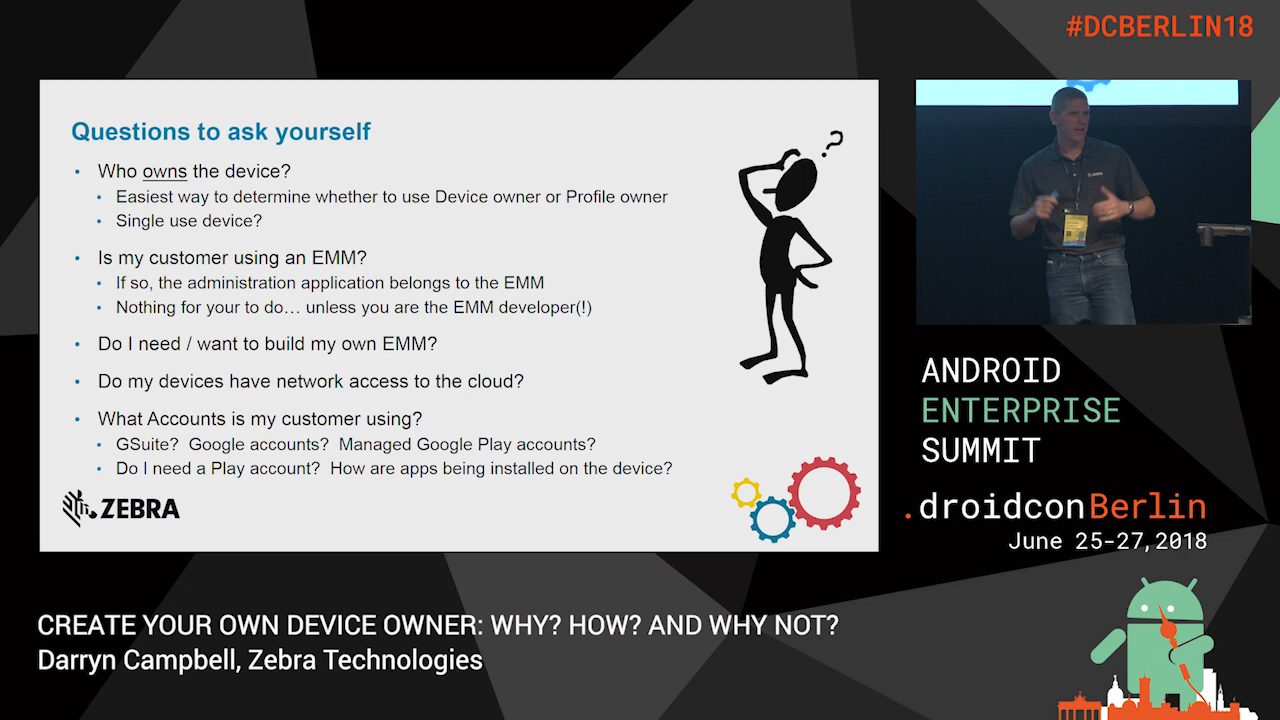 #DCBERLIN18
Questions to ask yourself
• Who owns the device?
• Easiest way to determine whether to use Device owner or Profile owner
• Single use device?
• Is my customer using an EMM?
• If so, the administration application belongs to the EMM
• Nothing for your to do… unless you are the EMM developer(!)
• Do I need / want to build my own EMM?
• Do my devices have network access to the cloud?
• What Accounts is my customer using?
• GSuite? Google accounts? Managed Google Play accounts?
• Do I need a Play account? How are apps being installed on the device?
?
ZEBRA
ANDROID
ENTERPRISE
SUMMIT
.droidconBerlin
June 25-27,2018
CREATE YOUR OWN DEVICE OWNER: WHY? HOW? AND WHY NOT?
Darryn Campbell, Zebra Technologies